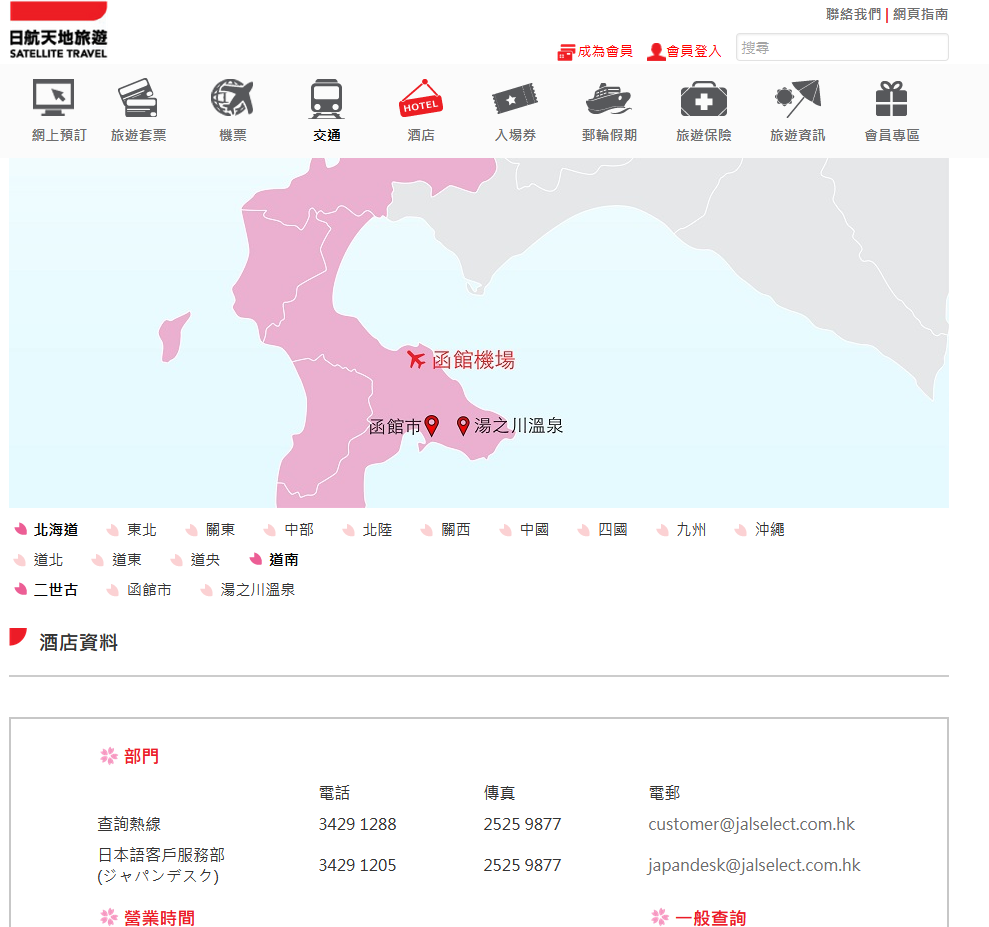 聯絡我們 | 網頁指南
日航天地旅遊
SATELLITE TRAVEL
成為會員 會員登入 搜尋
網上預訂 旅遊套票 機票 交通 酒店 入場券 郵輪假期 旅遊保險 旅遊資訊 會員專區
HOTEL
函館機場
函館市 湯之川溫泉
北海道 東北 關東 中部 北陸 關西 中國 四國 九州 沖繩
道北 道東 道央 道南
二世古 函館市 湯之川溫泉
酒店資料
部門
電話 傳真 電郵
查詢熱線 3429 1288 2525 9877 customer@jalselect.com.hk
日本語客戶服務部
(ジャパンデスク) 3429 1205 2525 9877 japandesk@jalselect.com.hk
營業時間 一般查詢